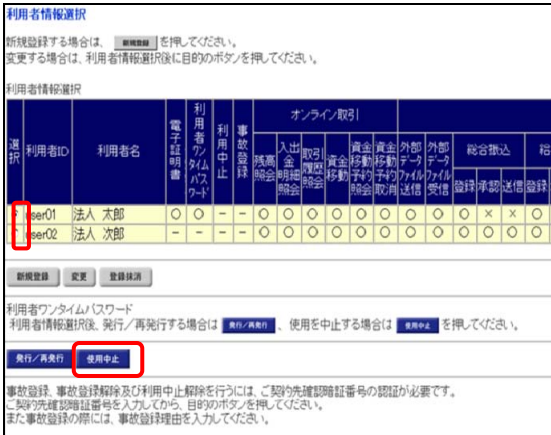 利用者情報選択
新規登録する場合は、 新規登録 を押してください。
変更する場合は、利用者情報選択後に目的のボタンを押してください。
利用者情報選択
選択 利用者ID 利用者名 電子証明書 利用者ワンタイムパスワード 利用中止 事故登録 オンライン取引
残高照会 入出金明細照会 取引履歴照会 資金移動 資金移動予約照会 資金移動予約取消 外部データファイル送信 外部データファイル受信 総合振込 給
登録 承認 送信 登録
user01 法人 太郎 ○ ○ － － ○ ○ ○ ○ ○ ○ ○ ○ ○ × × ○
user02 法人 次郎 － － － － ○ ○ ○ ○ ○ ○ ○ ○ ○ ○ ○ ○
新規登録 変更 登録抹消
利用者ワンタイムパスワード
利用者情報選択後、発行／再発行する場合は 発行／再発行 、使用を中止する場合は 使用中止 を押してください。
発行／再発行 使用中止
事故登録、事故登録解除及び利用中止解除を行うには、ご契約先確認暗証番号の認証が必要です。
ご契約先確認暗証番号を入力してから、目的のボタンを押してください。
また事故登録の際には、事故登録理由を入力してください。